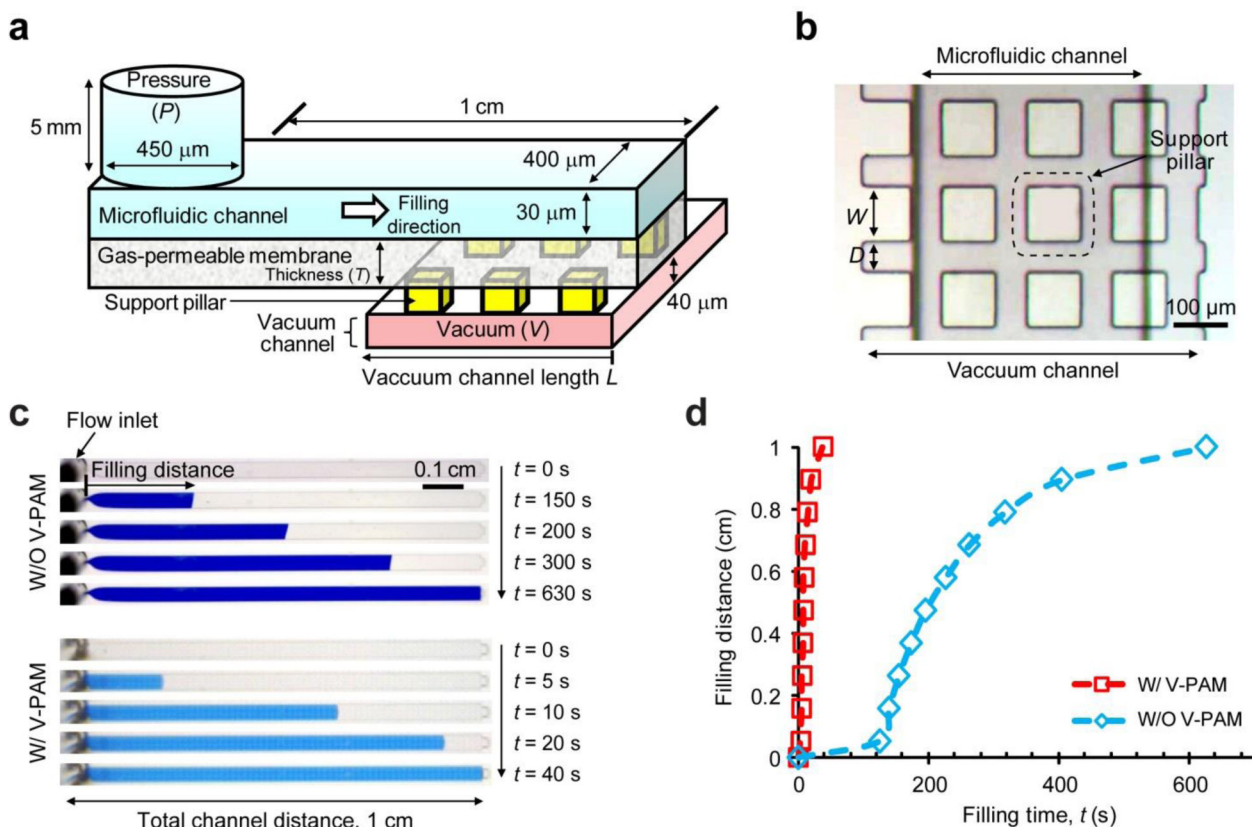 a
Pressure
(P)
5 mm
450 μm
1 cm
400 μm
Microfluidic channel
Filling
direction
30 μm
Gas-permeable membrane
Thickness (T)
Support pillar
40 μm
Vacuum
channel
Vacuum (V)
Vaccuum channel length L
b
Microfluidic channel
Support
pillar
W
D
100 μm
Vaccuum channel
c
Flow inlet
Filling distance
0.1 cm
W/O V-PAM
t = 0 s
t = 150 s
t = 200 s
t = 300 s
t = 630 s
W/ V-PAM
t = 0 s
t = 5 s
t = 10 s
t = 20 s
t = 40 s
Total channel distance, 1 cm
d
Filling distance (cm)
1
0.8
0.6
0.4
0.2
0
W/ V-PAM
W/O V-PAM
0
200
400
600
Filling time, t (s)